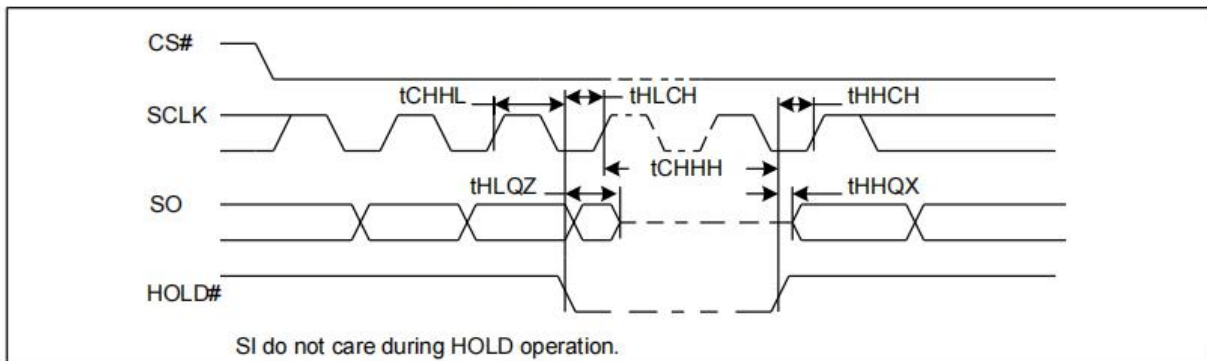 CS#
tCHHL
tHLCH
tHHCH
SCLK
tCHHH
tHLQZ
tHHQX
SO
HOLD#
SI do not care during HOLD operation.